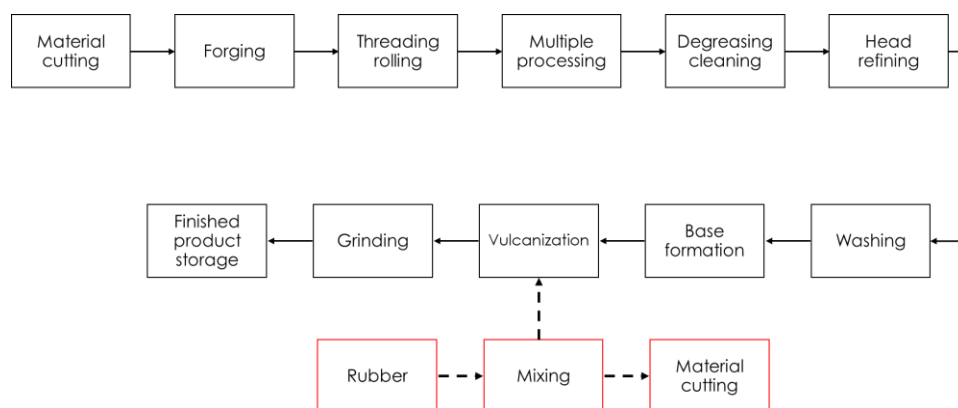 Material
cutting
Forging
Threading
rolling
Multiple
processing
Degreasing
cleaning
Head
refining
Finished
product
storage
Grinding
Vulcanization
Base
formation
Washing
Rubber
Mixing
Material
cutting